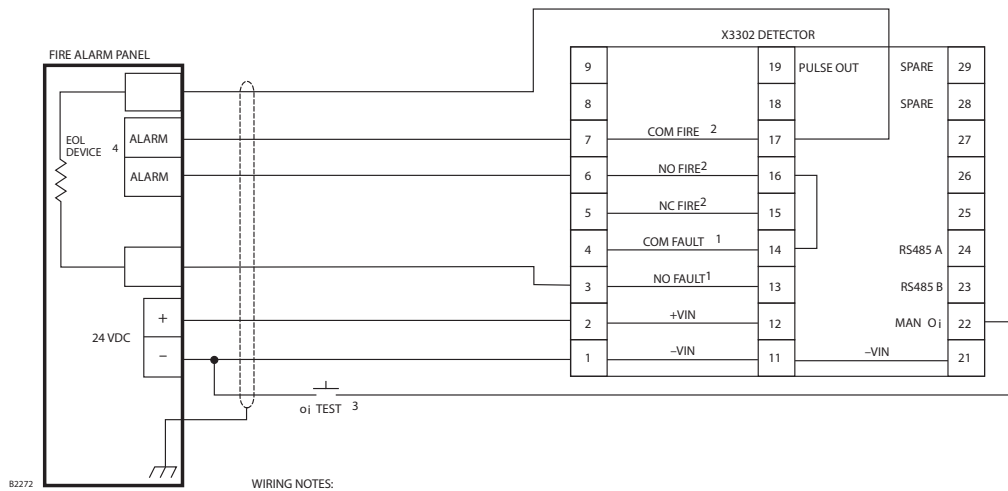 X3302 DETECTOR
FIRE ALARM PANEL
9 19 PULSE OUT SPARE 29
8 18 SPARE 28
EOL DEVICE 4 ALARM 7 COM FIRE 2 17 27
ALARM 6 NO FIRE2 16 26
5 NC FIRE2 15 25
4 COM FAULT 1 14 RS485 A 24
3 NO FAULT1 13 RS485 B 23
24 VDC + 2 +VIN 12 MAN Oi 22
– 1 –VIN 11 –VIN 21
oi TEST 3
B2272 WIRING NOTES: